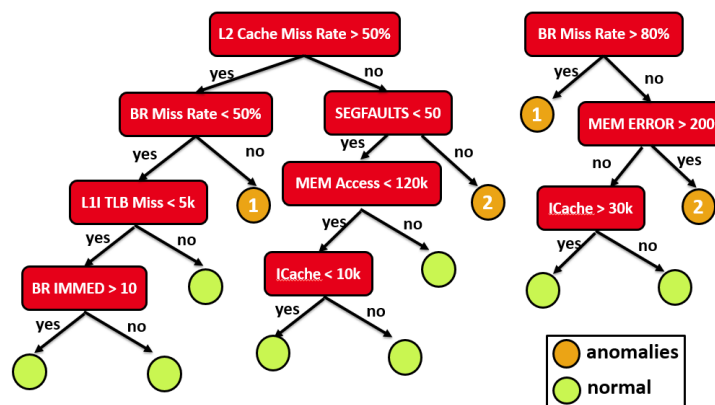 L2 Cache Miss Rate > 50%
BR Miss Rate > 80%
yes
no
yes
no
BR Miss Rate < 50%
SEGFAULTS < 50
1
MEM ERROR > 200
yes
no
yes
no
no
yes
L1I TLB Miss < 5k
1
MEM Access < 120k
2
ICache > 30k
2
yes
no
yes
no
yes
no
BR IMMED > 10
ICache < 10k
yes
no
yes
no
anomalies
normal